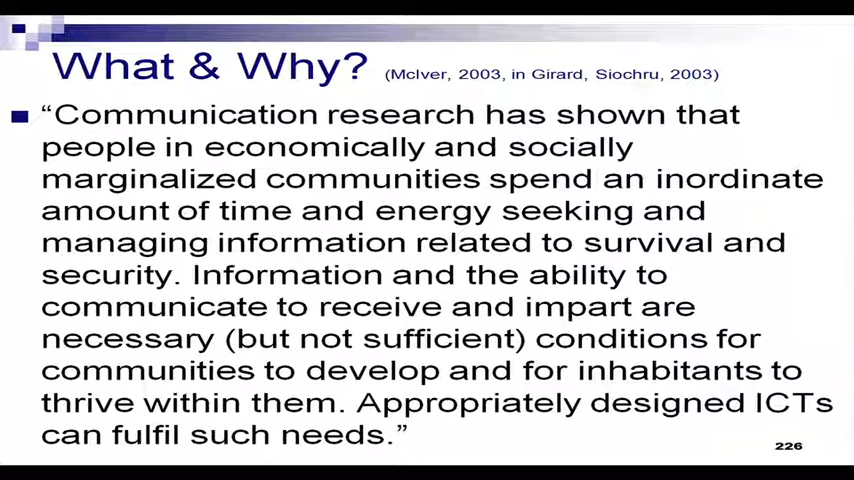 What & Why? (McIver, 2003, in Girard, Siochru, 2003)
“Communication research has shown that
people in economically and socially
marginalized communities spend an inordinate
amount of time and energy seeking and
managing information related to survival and
security. Information and the ability to
communicate to receive and impart are
necessary (but not sufficient) conditions for
communities to develop and for inhabitants to
thrive within them. Appropriately designed ICTs
can fulfil such needs.”
226